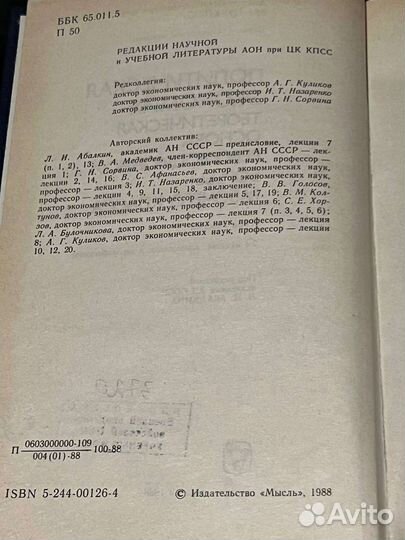 ББК 65.011.5
П 50
РЕДАКЦИИ НАУЧНОЙ
и УЧЕБНОЙ ЛИТЕРАТУРЫ АОН при ЦК КПСС
Редколлегия:
доктор экономических наук, профессор А. Г. Куликов
доктор экономических наук, профессор И. Т. Назаренко
доктор экономических наук, профессор Г. Н. Сорвина
Авторский коллектив:
Л. И. Абалкин, академик АН СССР — предисловие, лекции 7
(п. 1, 2), 13; В. А. Медведев, член-корреспондент АН СССР — лек-
ция 1; Г. Н. Сорвина, доктор экономических наук, профессор —
лекции 2, 14, 16; В. С. Афанасьев, доктор экономических наук,
профессор — лекция 3; И. Т. Назаренко, доктор экономических наук,
профессор — лекции 4, 9, 11, 15, 18, заключение; В. В. Голосов,
доктор экономических наук, профессор — лекции 5, 17, 19; В. М. Кол-
тунов, доктор экономических наук, профессор — лекция 6; С. Е. Хор-
зов, доктор экономических наук, профессор — лекция 7 (п. 3, 4, 5, 6);
Л. А. Булочникова, доктор экономических наук, профессор — лекция
8; А. Г. Куликов, доктор экономических наук, профессор — лекции
10, 12, 20.
П 0603000000-109
004(01)-88 100-88
ISBN 5-244-00126-4
© Издательство «Мысль», 1988
Avito